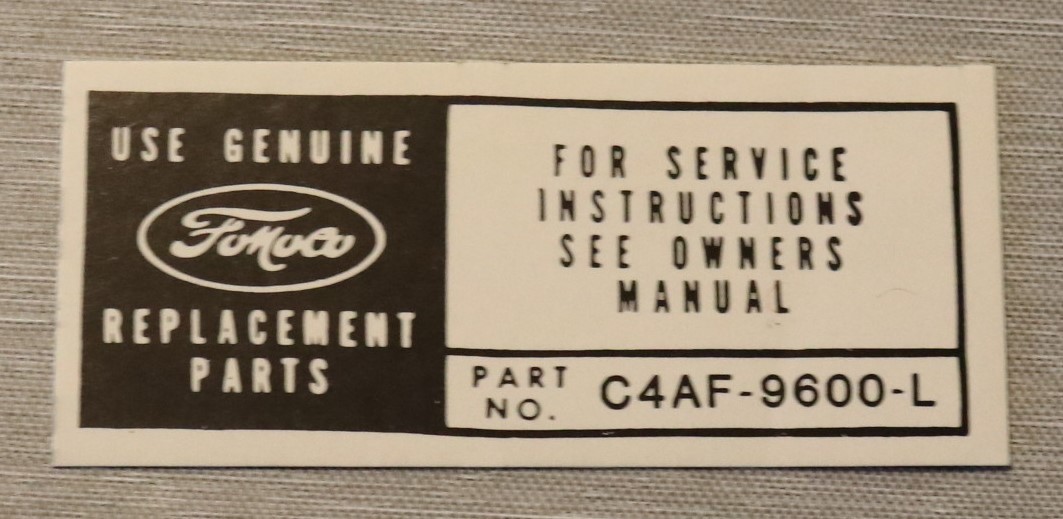 USE GENUINE
FoMoCo
REPLACEMENT
PARTS
FOR SERVICE
INSTRUCTIONS
SEE OWNERS
MANUAL
PART
NO.
C4AF-9600-L